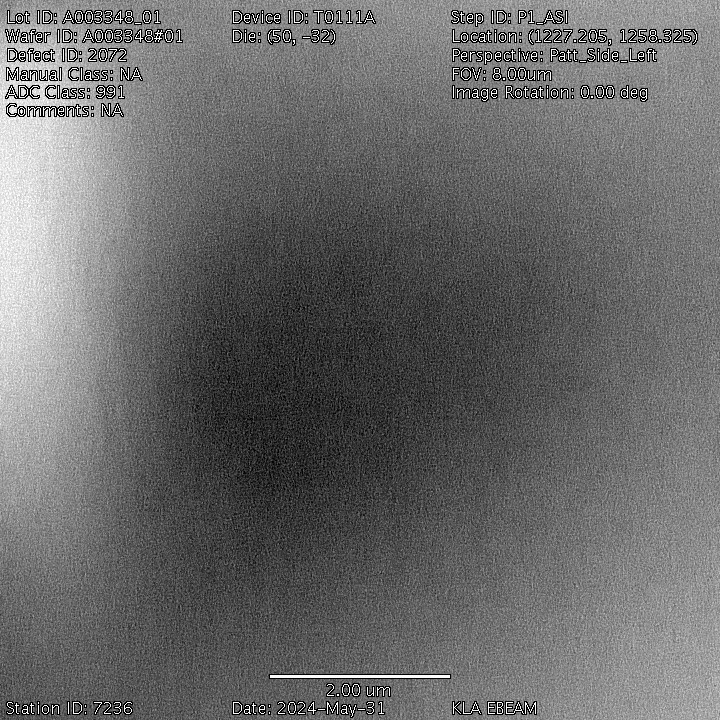 Lot ID: A003348_01
Wafer ID: A003348#01
Defect ID: 2072
Manual Class: NA
ADC Class: 991
Comments: NA
Device ID: T0111A
Die: (50, -32)
Step ID: P1_ASI
Location: (1227.205, 1258.325)
Perspective: Patt_Side_Left
FOV: 8.00um
Image Rotation: 0.00 deg
2.00 um
Station ID: 7236
Date: 2024-May-31
KLA EBEAM